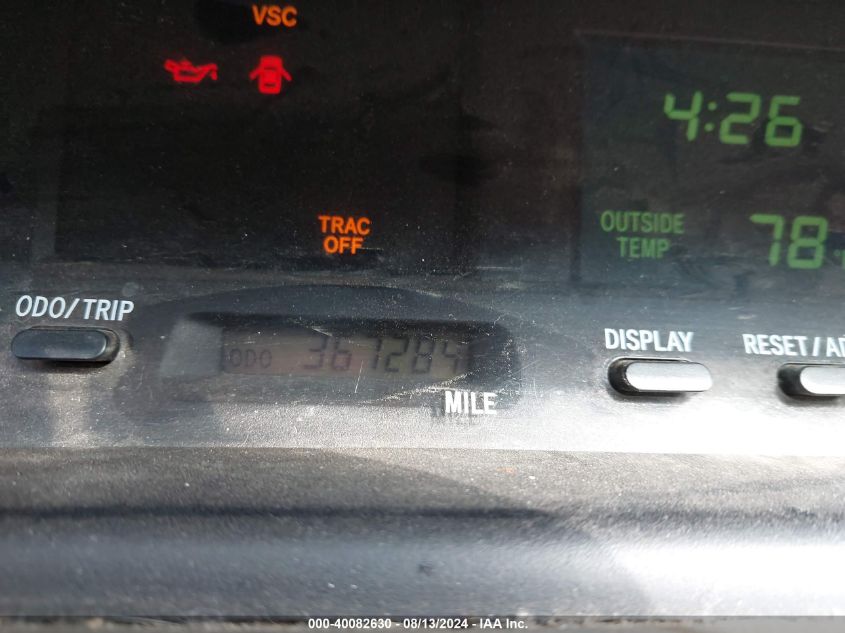 VSC
4:26
TRAC
OFF
OUTSIDE
TEMP
78
ODO/TRIP
ODO 367284
MILE
DISPLAY
RESET/A
000-40082630 - 08/13/2024 - IAA Inc.